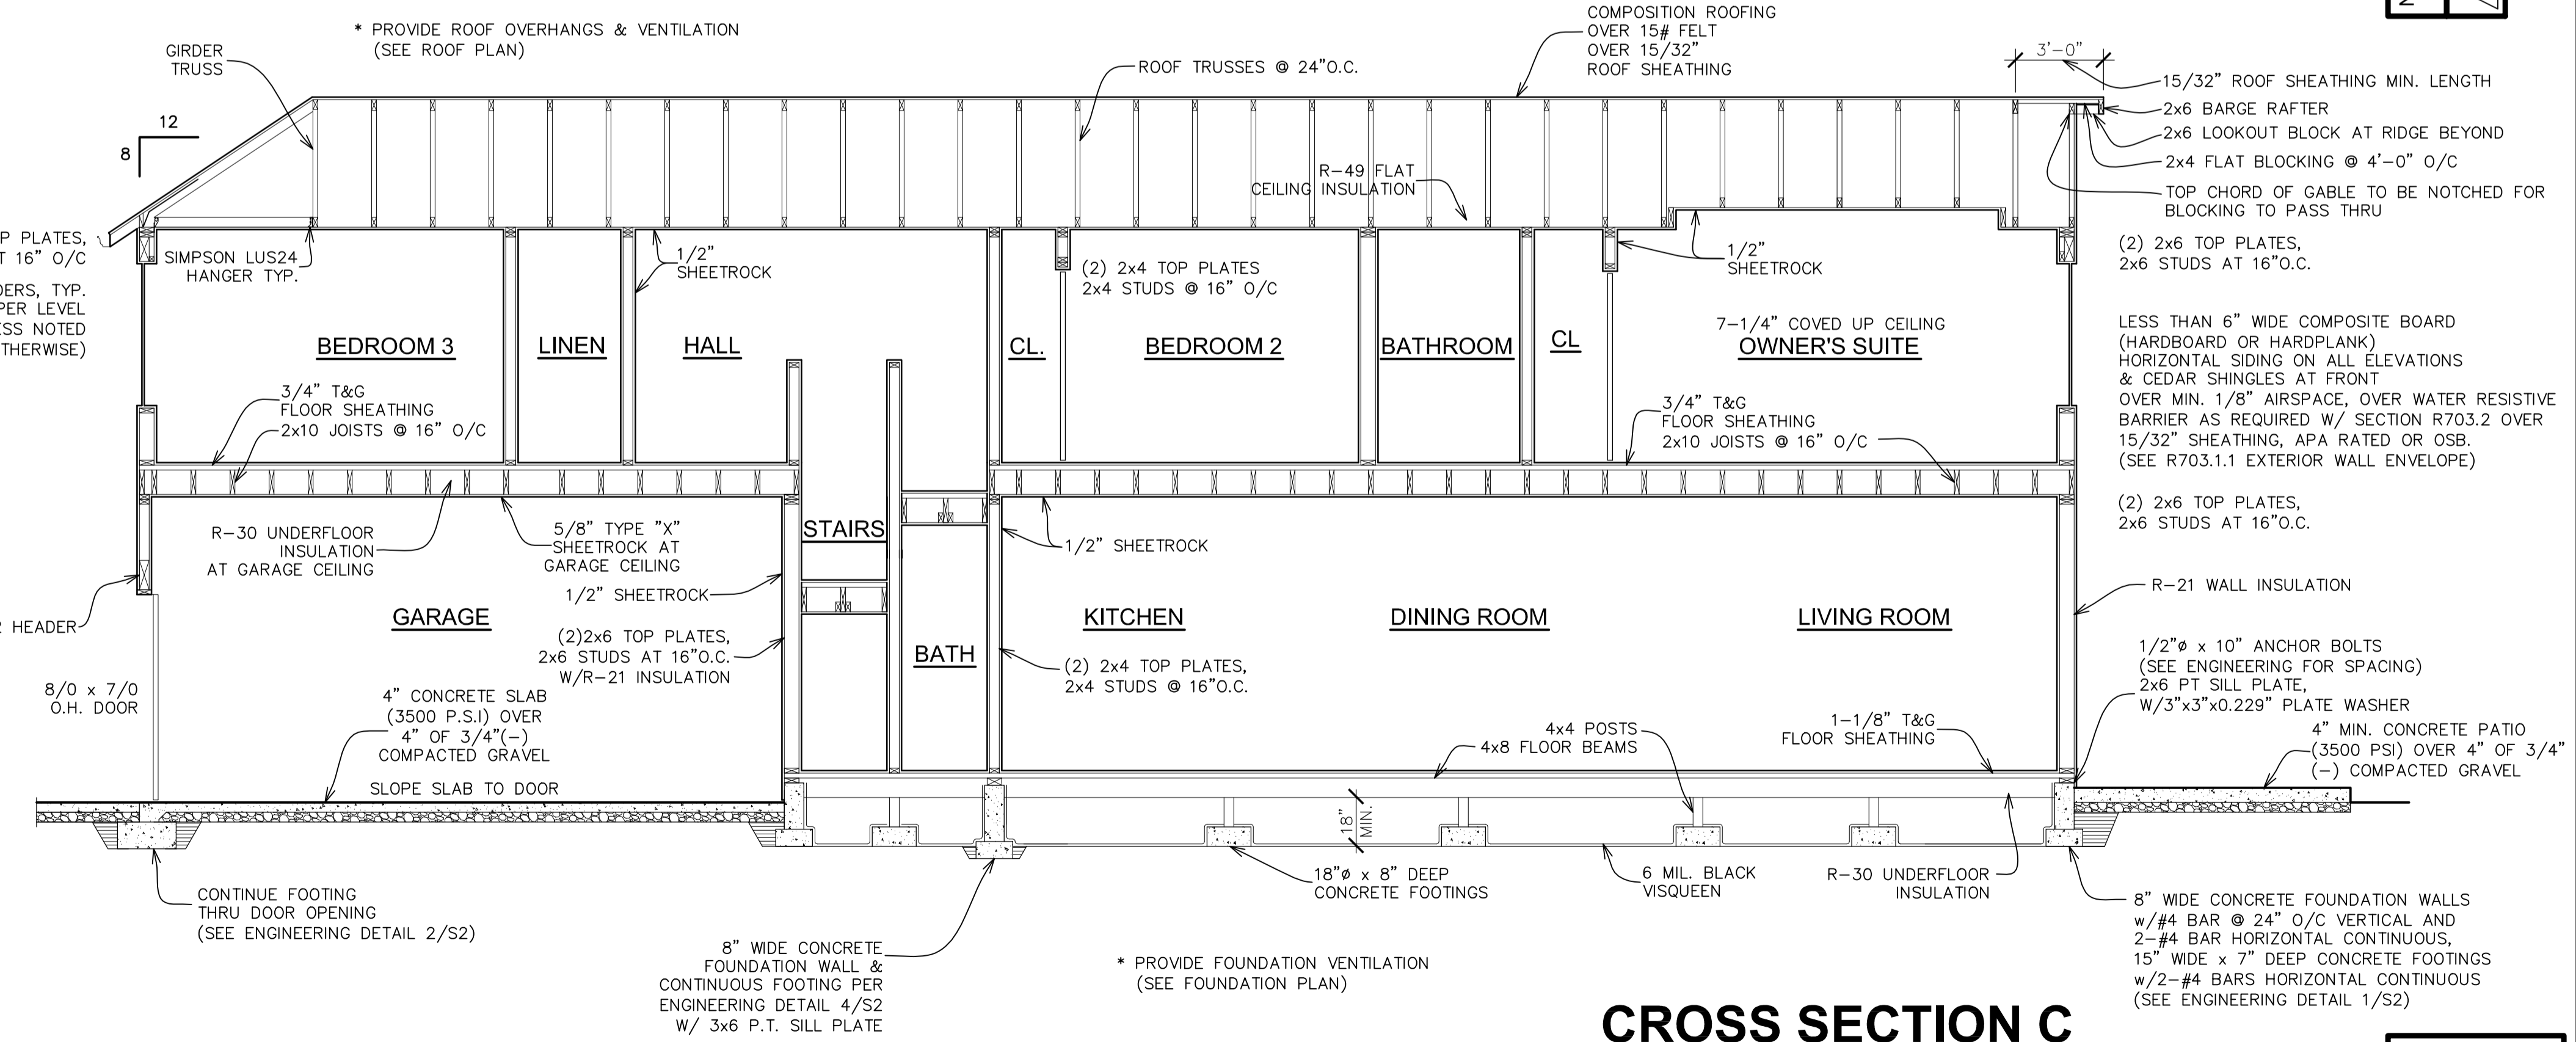 * PROVIDE ROOF OVERHANGS & VENTILATION
(SEE ROOF PLAN)
GIRDER
TRUSS
ROOF TRUSSES @ 24"O.C.
COMPOSITION ROOFING
OVER 15# FELT
OVER 15/32"
ROOF SHEATHING
3'-0"
15/32" ROOF SHEATHING MIN. LENGTH
2x6 BARGE RAFTER
2x6 LOOKOUT BLOCK AT RIDGE BEYOND
2x4 FLAT BLOCKING @ 4'-0" O/C
TOP CHORD OF GABLE TO BE NOTCHED FOR
BLOCKING TO PASS THRU
12
8
R-49 FLAT
CEILING INSULATION
P PLATES,
T 16" O/C
DERS, TYP.
PER LEVEL
ESS NOTED
THERWISE)
SIMPSON LUS24
HANGER TYP.
1/2"
SHEETROCK
(2) 2x4 TOP PLATES
2x4 STUDS @ 16" O/C
1/2"
SHEETROCK
(2) 2x6 TOP PLATES,
2x6 STUDS AT 16"O.C.
BEDROOM 3
LINEN
HALL
CL.
BEDROOM 2
BATHROOM
CL
7-1/4" COVED UP CEILING
OWNER'S SUITE
LESS THAN 6" WIDE COMPOSITE BOARD
(HARDBOARD OR HARDPLANK)
HORIZONTAL SIDING ON ALL ELEVATIONS
& CEDAR SHINGLES AT FRONT
OVER MIN. 1/8" AIRSPACE, OVER WATER RESISTIVE
BARRIER AS REQUIRED W/ SECTION R703.2 OVER
15/32" SHEATHING, APA RATED OR OSB.
(SEE R703.1.1 EXTERIOR WALL ENVELOPE)
3/4" T&G
FLOOR SHEATHING
2x10 JOISTS @ 16" O/C
3/4" T&G
FLOOR SHEATHING
2x10 JOISTS @ 16" O/C
(2) 2x6 TOP PLATES,
2x6 STUDS AT 16"O.C.
R-30 UNDERFLOOR
INSULATION
AT GARAGE CEILING
5/8" TYPE "X"
SHEETROCK AT
GARAGE CEILING
STAIRS
1/2" SHEETROCK
1/2" SHEETROCK
R-21 WALL INSULATION
HEADER
GARAGE
(2)2x6 TOP PLATES,
2x6 STUDS AT 16"O.C.
W/R-21 INSULATION
BATH
KITCHEN
DINING ROOM
LIVING ROOM
(2) 2x4 TOP PLATES,
2x4 STUDS @ 16"O.C.
1/2"ø x 10" ANCHOR BOLTS
(SEE ENGINEERING FOR SPACING)
2x6 PT SILL PLATE,
W/3"x3"x0.229" PLATE WASHER
8/0 x 7/0
O.H. DOOR
4" CONCRETE SLAB
(3500 P.S.I) OVER
4" OF 3/4"(-)
COMPACTED GRAVEL
SLOPE SLAB TO DOOR
4x4 POSTS
4x8 FLOOR BEAMS
1-1/8" T&G
FLOOR SHEATHING
4" MIN. CONCRETE PATIO
(3500 PSI) OVER 4" OF 3/4"
(-) COMPACTED GRAVEL
18"
MIN.
CONTINUE FOOTING
THRU DOOR OPENING
(SEE ENGINEERING DETAIL 2/S2)
18"ø x 8" DEEP
CONCRETE FOOTINGS
6 MIL. BLACK
VISQUEEN
R-30 UNDERFLOOR
INSULATION
8" WIDE CONCRETE
FOUNDATION WALL &
CONTINUOUS FOOTING PER
ENGINEERING DETAIL 4/S2
W/ 3x6 P.T. SILL PLATE
* PROVIDE FOUNDATION VENTILATION
(SEE FOUNDATION PLAN)
8" WIDE CONCRETE FOUNDATION WALLS
w/#4 BAR @ 24" O/C VERTICAL AND
2-#4 BAR HORIZONTAL CONTINUOUS,
15" WIDE x 7" DEEP CONCRETE FOOTINGS
w/2-#4 BARS HORIZONTAL CONTINUOUS
(SEE ENGINEERING DETAIL 1/S2)
CROSS SECTION C